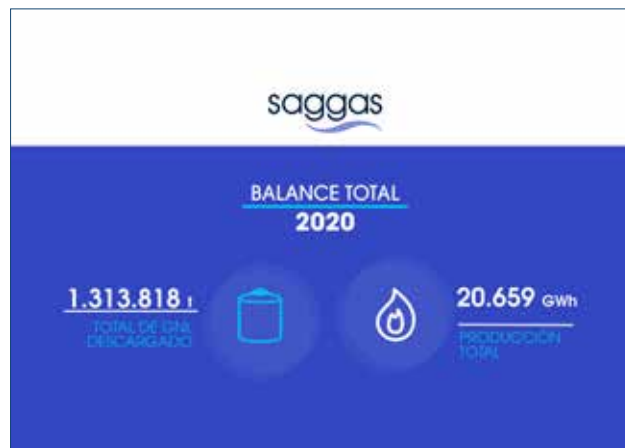 saggas
BALANCE TOTAL
2020
1.313.818 t
TOTAL DE GNL
DESCARGADO
20.659 GWh
PRODUCCIÓN
TOTAL